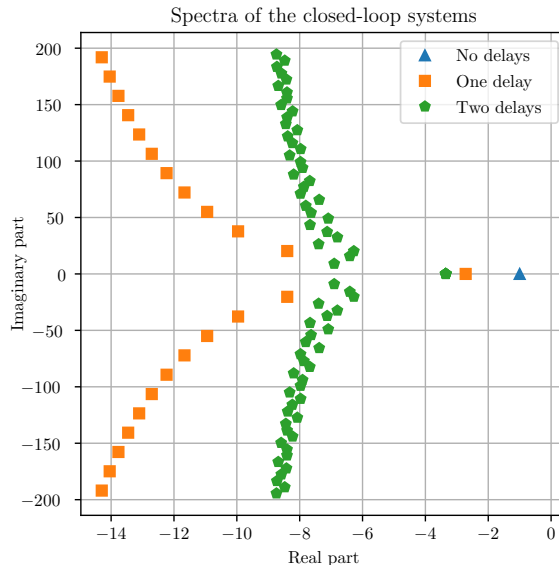 Spectra of the closed-loop systems
200
150
100
50
0
−50
−100
−150
−200
Imaginary part
No delays
One delay
Two delays
−14 −12 −10 −8 −6 −4 −2 0
Real part